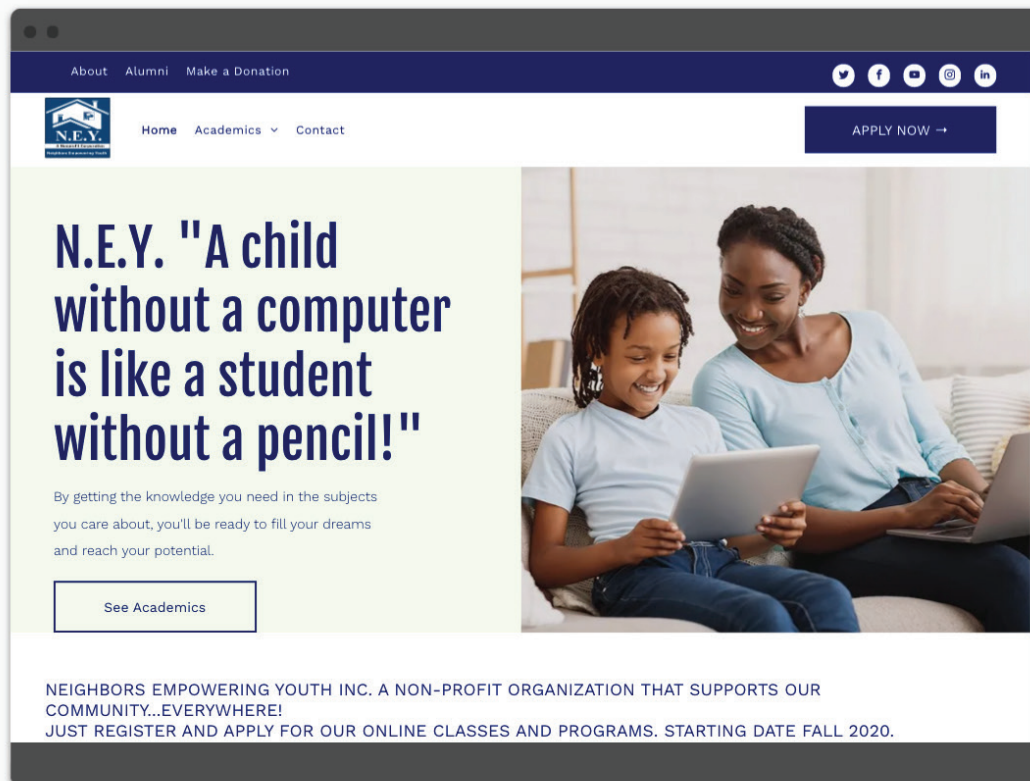 About Alumni Make a Donation
N.E.Y.
Home Academics Contact
APPLY NOW →
N.E.Y. "A child
without a computer
is like a student
without a pencil!"
By getting the knowledge you need in the subjects
you care about, you'll be ready to fill your dreams
and reach your potential.
See Academics
NEIGHBORS EMPOWERING YOUTH INC. A NON-PROFIT ORGANIZATION THAT SUPPORTS OUR
COMMUNITY...EVERYWHERE!
JUST REGISTER AND APPLY FOR OUR ONLINE CLASSES AND PROGRAMS. STARTING DATE FALL 2020.